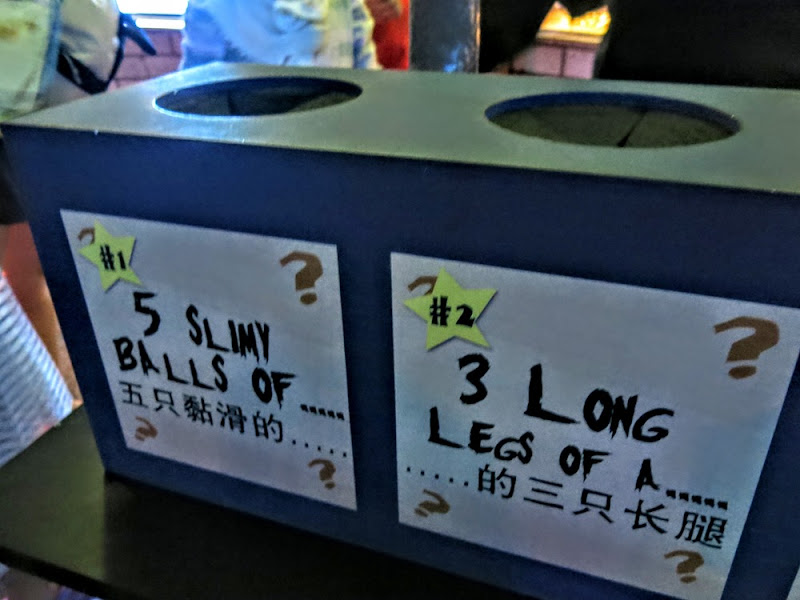 #1
5 SLIMY
BALLS OF .....
五只黏滑的.....
#2
3 LONG
LEGS OF A.....
.....的三只长腿